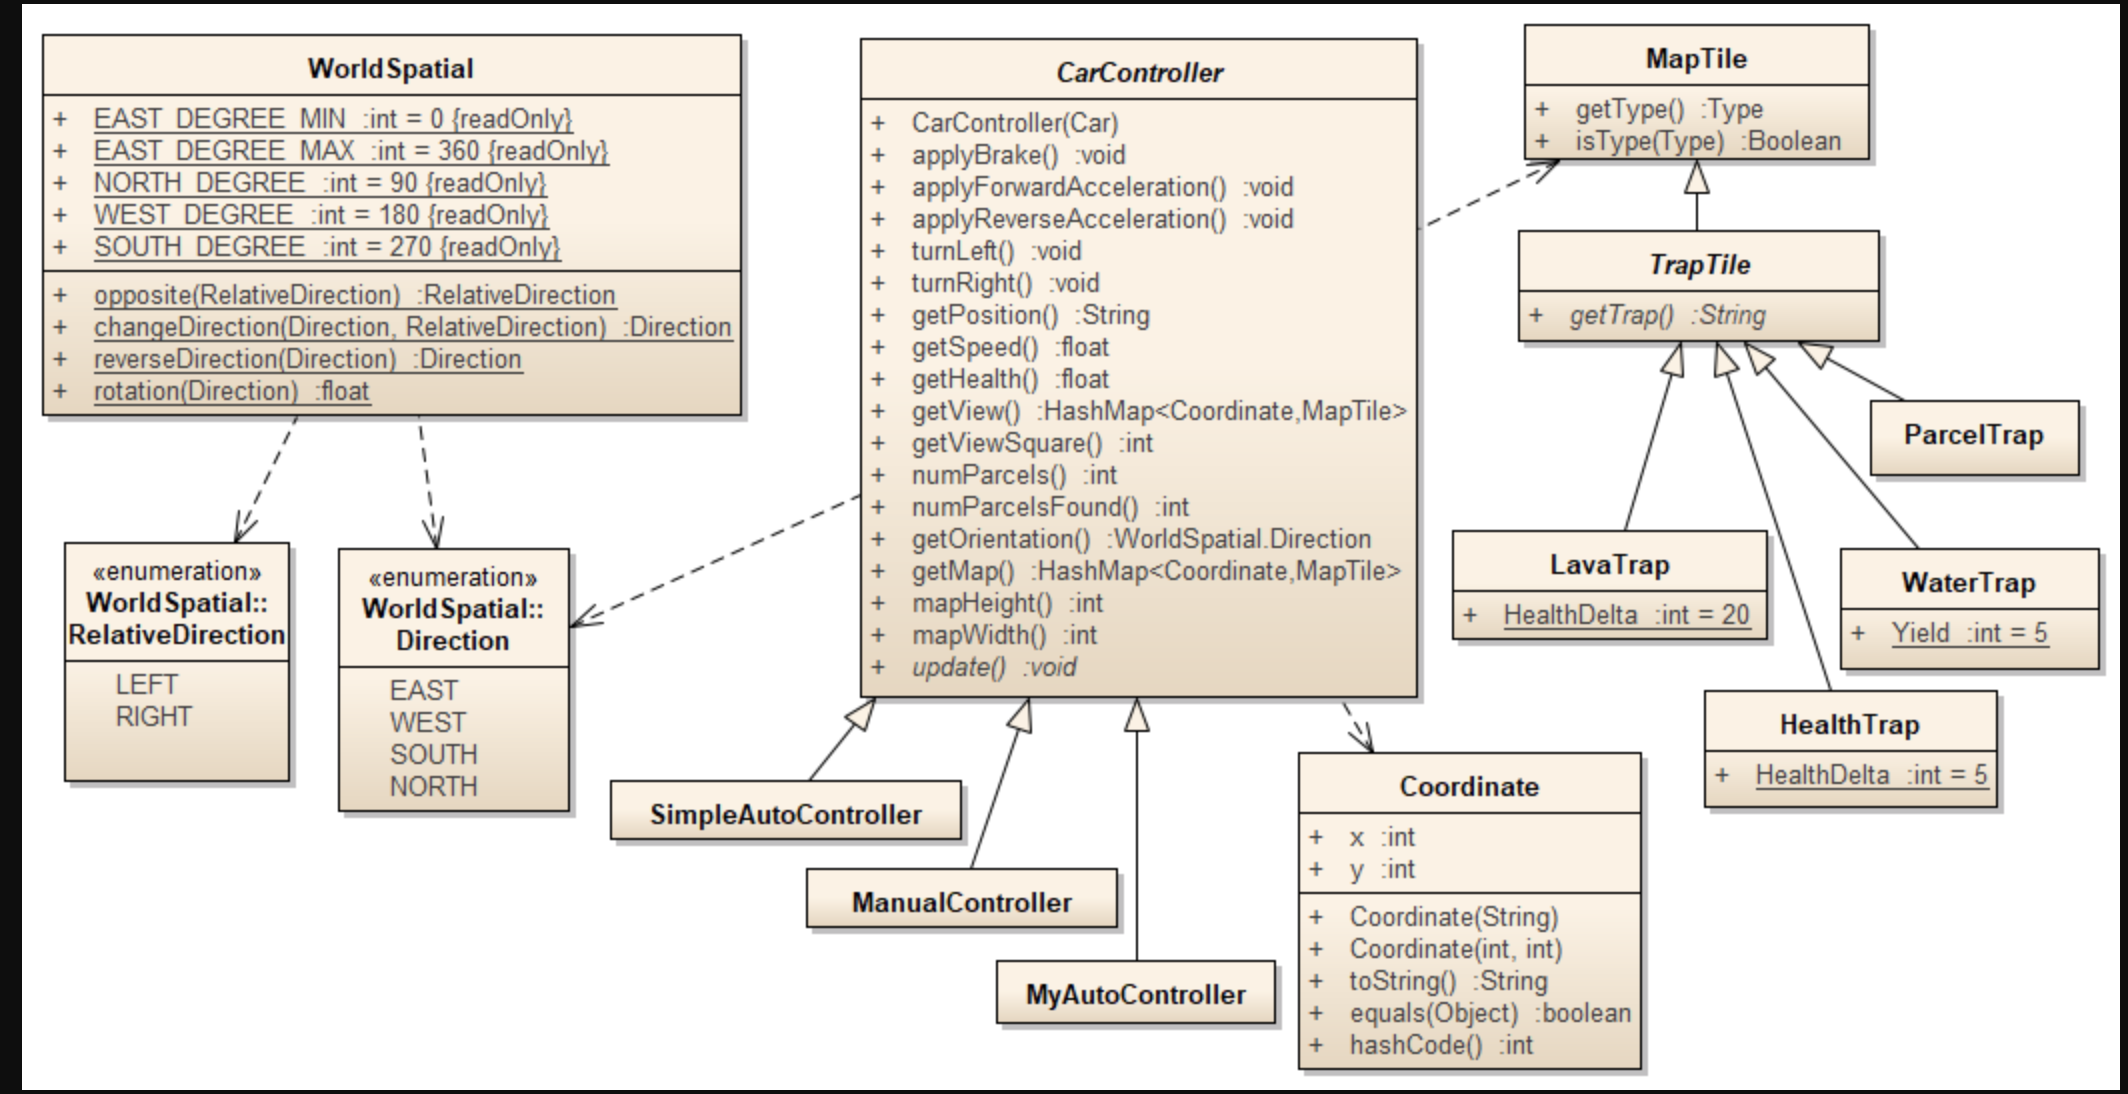 WorldSpatial
+ EAST_DEGREE_MIN :int = 0 {readOnly}
+ EAST_DEGREE_MAX :int = 360 {readOnly}
+ NORTH_DEGREE :int = 90 {readOnly}
+ WEST_DEGREE :int = 180 {readOnly}
+ SOUTH_DEGREE :int = 270 {readOnly}
+ opposite(RelativeDirection) :RelativeDirection
+ changeDirection(Direction, RelativeDirection) :Direction
+ reverseDirection(Direction) :Direction
+ rotation(Direction) :float
«enumeration»
WorldSpatial::
RelativeDirection
LEFT
RIGHT
«enumeration»
WorldSpatial::
Direction
EAST
WEST
SOUTH
NORTH
CarController
+ CarController(Car)
+ applyBrake() :void
+ applyForwardAcceleration() :void
+ applyReverseAcceleration() :void
+ turnLeft() :void
+ turnRight() :void
+ getPosition() :String
+ getSpeed() :float
+ getHealth() :float
+ getView() :HashMap<Coordinate,MapTile>
+ getViewSquare() :int
+ numParcels() :int
+ numParcelsFound() :int
+ getOrientation() :WorldSpatial.Direction
+ getMap() :HashMap<Coordinate,MapTile>
+ mapHeight() :int
+ mapWidth() :int
+ update() :void
SimpleAutoController
ManualController
MyAutoController
Coordinate
+ x :int
+ y :int
+ Coordinate(String)
+ Coordinate(int, int)
+ toString() :String
+ equals(Object) :boolean
+ hashCode() :int
MapTile
+ getType() :Type
+ isType(Type) :Boolean
TrapTile
+ getTrap() :String
ParcelTrap
LavaTrap
+ HealthDelta :int = 20
WaterTrap
+ Yield :int = 5
HealthTrap
+ HealthDelta :int = 5